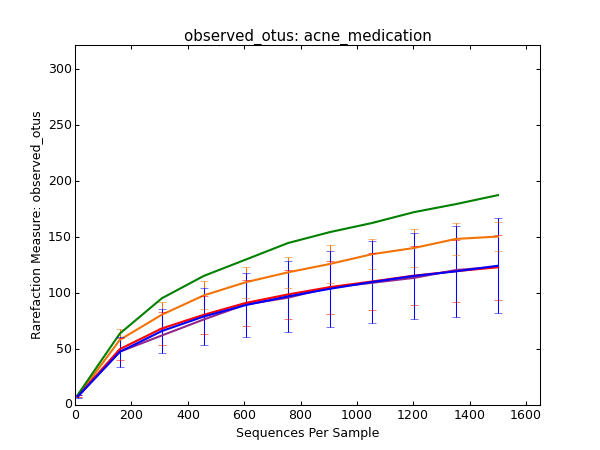 observed_otus: acne_medication
300
250
200
150
100
50
0
Rarefaction Measure: observed_otus
0 200 400 600 800 1000 1200 1400 1600
Sequences Per Sample